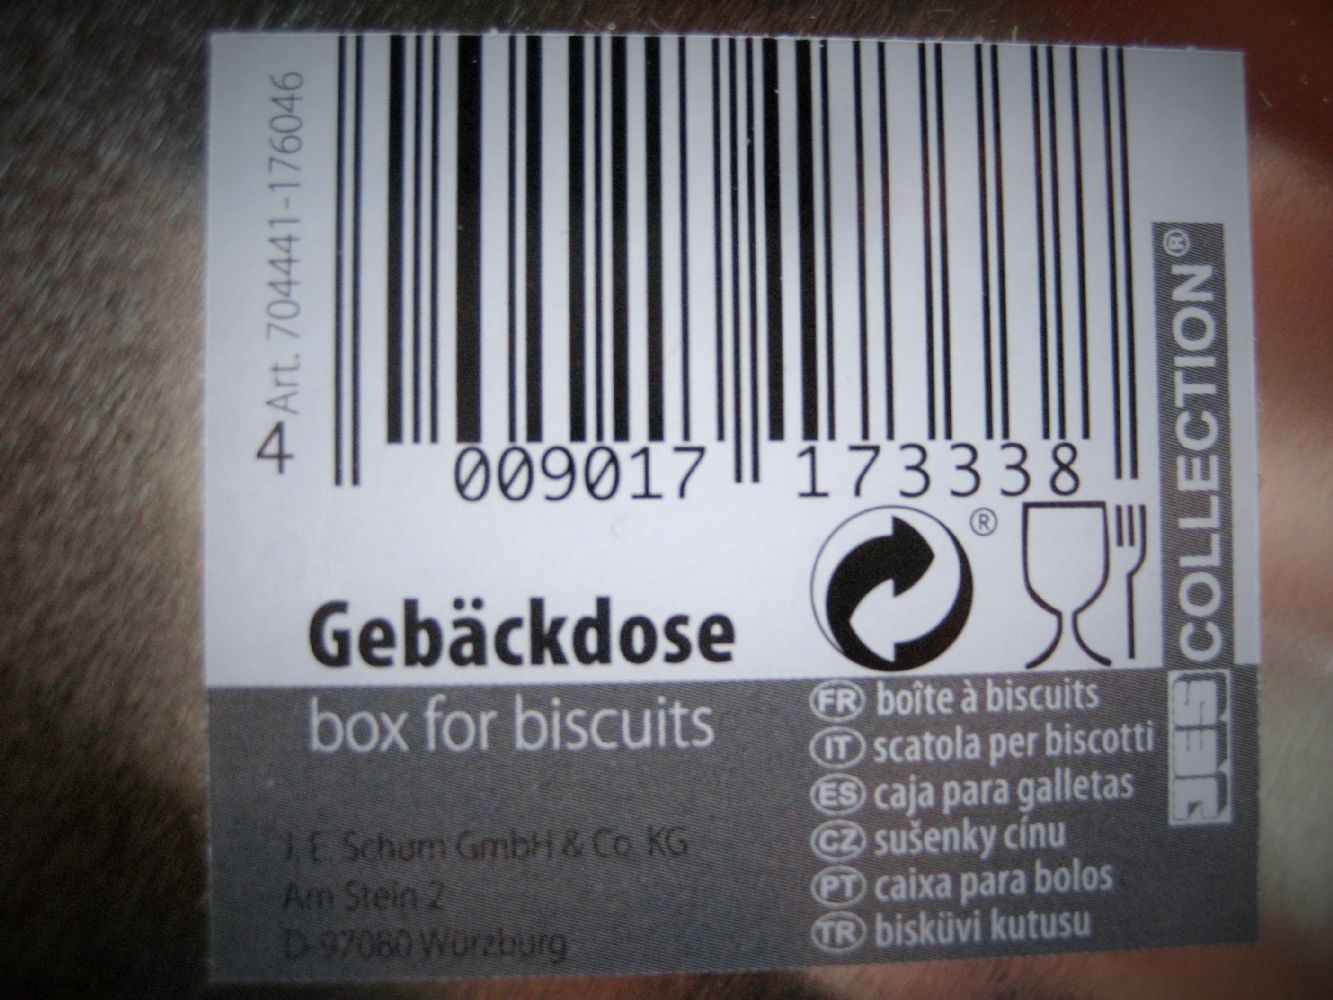 Art. 70441-176046
4 009017 173338
®
Gebäckdose
box for biscuits
J. E. Schum GmbH & Co. KG
Am Stein 2
D-97080 Würzburg
FR boîte à biscuits
IT scatola per biscotti
ES caja para galletas
CZ sušenky cínu
PT caixa para bolos
TR bisküvi kutusu
JES COLLECTION®